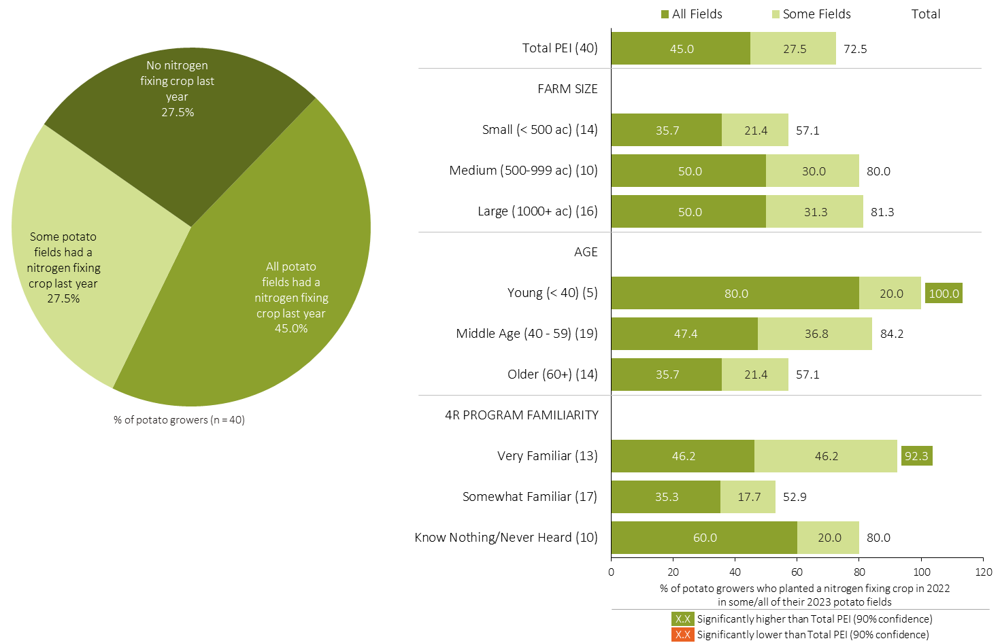 No nitrogen
fixing crop last
year
27.5%
Some potato
fields had a
nitrogen fixing
crop last year
27.5%
All potato
fields had a
nitrogen fixing
crop last year
45.0%
% of potato growers (n = 40)
All Fields Some Fields Total
Total PEI (40) 45.0 27.5 72.5
FARM SIZE
Small (< 500 ac) (14) 35.7 21.4 57.1
Medium (500-999 ac) (10) 50.0 30.0 80.0
Large (1000+ ac) (16) 50.0 31.3 81.3
AGE
Young (< 40) (5) 80.0 20.0 100.0
Middle Age (40 - 59) (19) 47.4 36.8 84.2
Older (60+) (14) 35.7 21.4 57.1
4R PROGRAM FAMILIARITY
Very Familiar (13) 46.2 46.2 92.3
Somewhat Familiar (17) 35.3 17.7 52.9
Know Nothing/Never Heard (10) 60.0 20.0 80.0
0 20 40 60 80 100 120
% of potato growers who planted a nitrogen fixing crop in 2022
in some/all of their 2023 potato fields
X.X Significantly higher than Total PEI (90% confidence)
X.X Significantly lower than Total PEI (90% confidence)